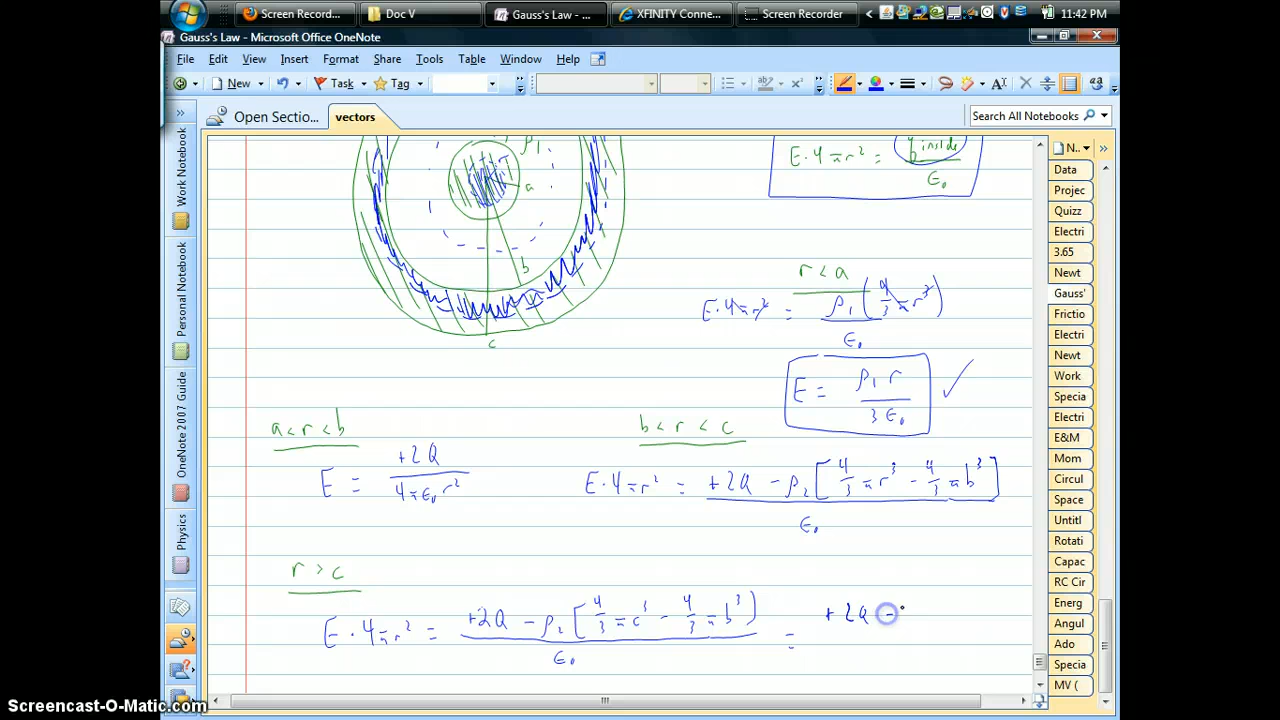 Screen Record... Doc V Gauss's Law - ... XFINITY Conne... Screen Recorder 11:42 PM
Gauss's Law - Microsoft Office OneNote
File Edit View Insert Format Share Tools Table Window Help
New Task Tag
Open Sectio... vectors Search All Notebooks
Work Notebook
Personal Notebook
OneNote 2007 Guide
Physics
N..
Data
Projec
Quizz
Electri
3.65
Newt
Gauss'
Frictio
Electri
Newt
Work
Specia
Electri
E&M
Mom
Circul
Space
Untitl
Rotati
Capac
RC Cir
Energ
Angul
Ad
Specia
MV (
ρ₁
a
b
c
E·4πr² = q inside / ε₀
r < a
E·4πr² = ρ₁(4/3 πr³) / ε₀
E = ρ₁ r / 3ε₀ ✓
a<r<b
E = +2Q / 4πε₀r²
b < r < c
E·4πr² = +2Q - ρ₂[4/3 πr³ - 4/3 πb³] / ε₀
r > c
E·4πr² = +2Q - ρ₂[4/3 πc³ - 4/3 πb³] / ε₀ = +2Q -
Screencast-O-Matic.com